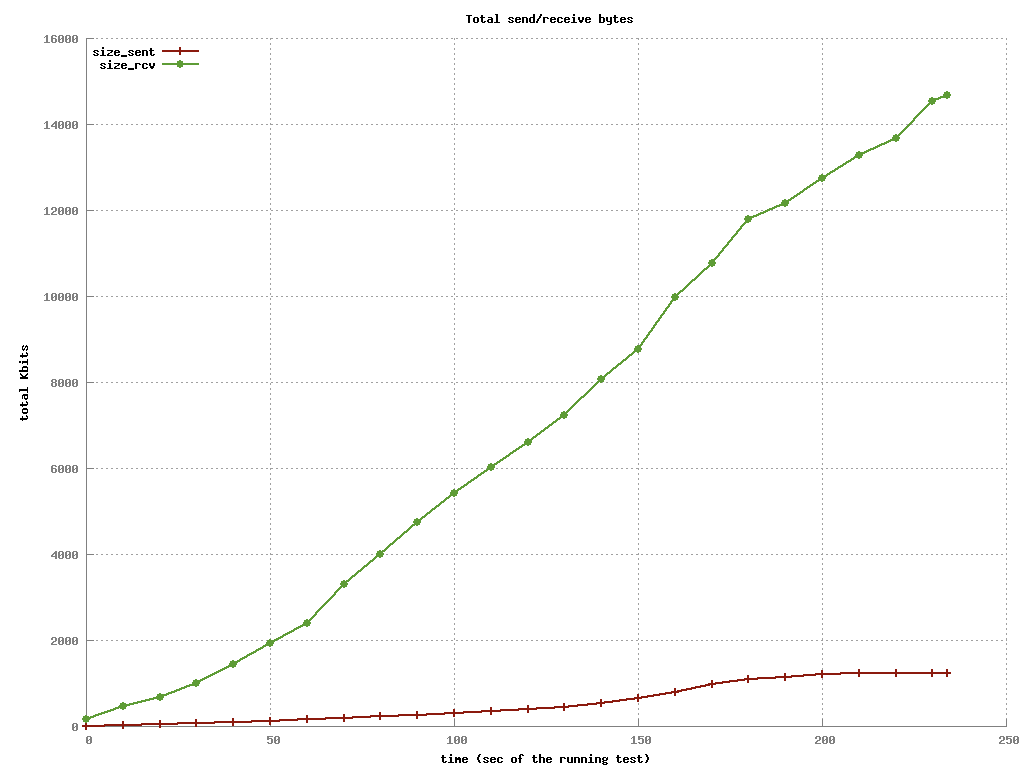 Total send/receive bytes
16000
size_sent
size_rcv
14000
12000
10000
total Kbits
8000
6000
4000
2000
0
0 50 100 150 200 250
time (sec of the running test)